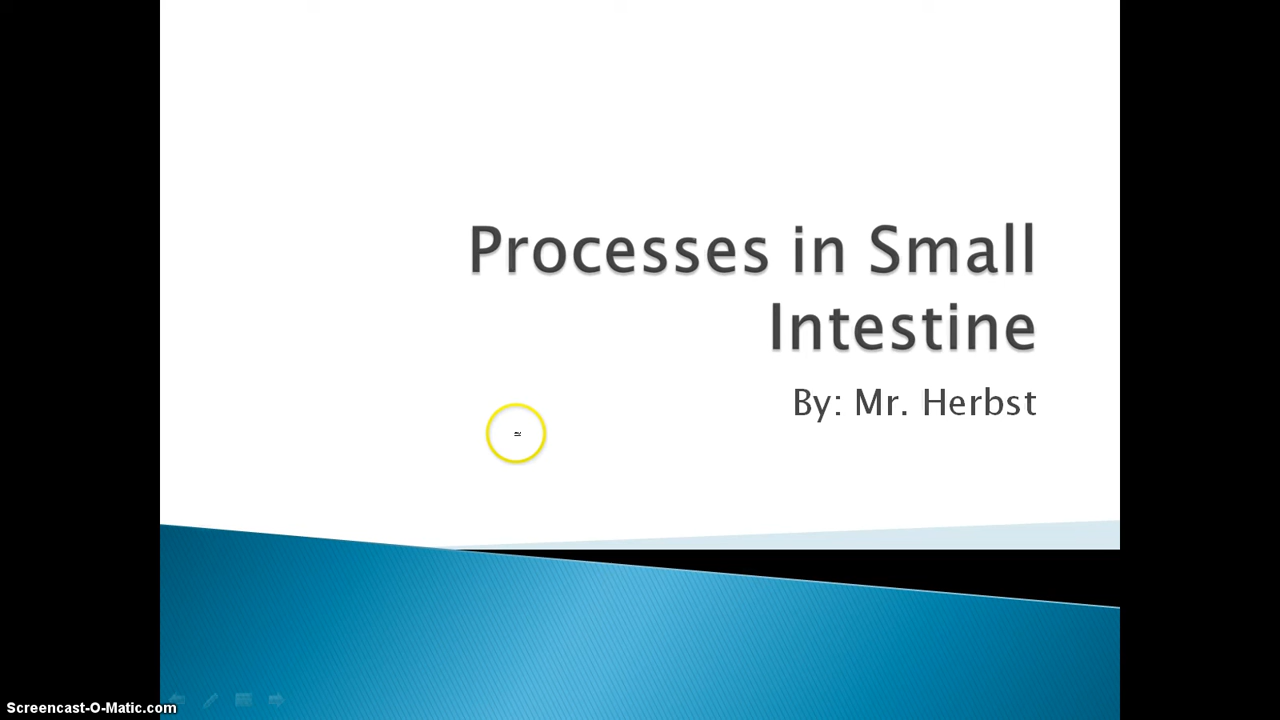 Processes in Small
Intestine
By: Mr. Herbst
Screencast-O-Matic.com